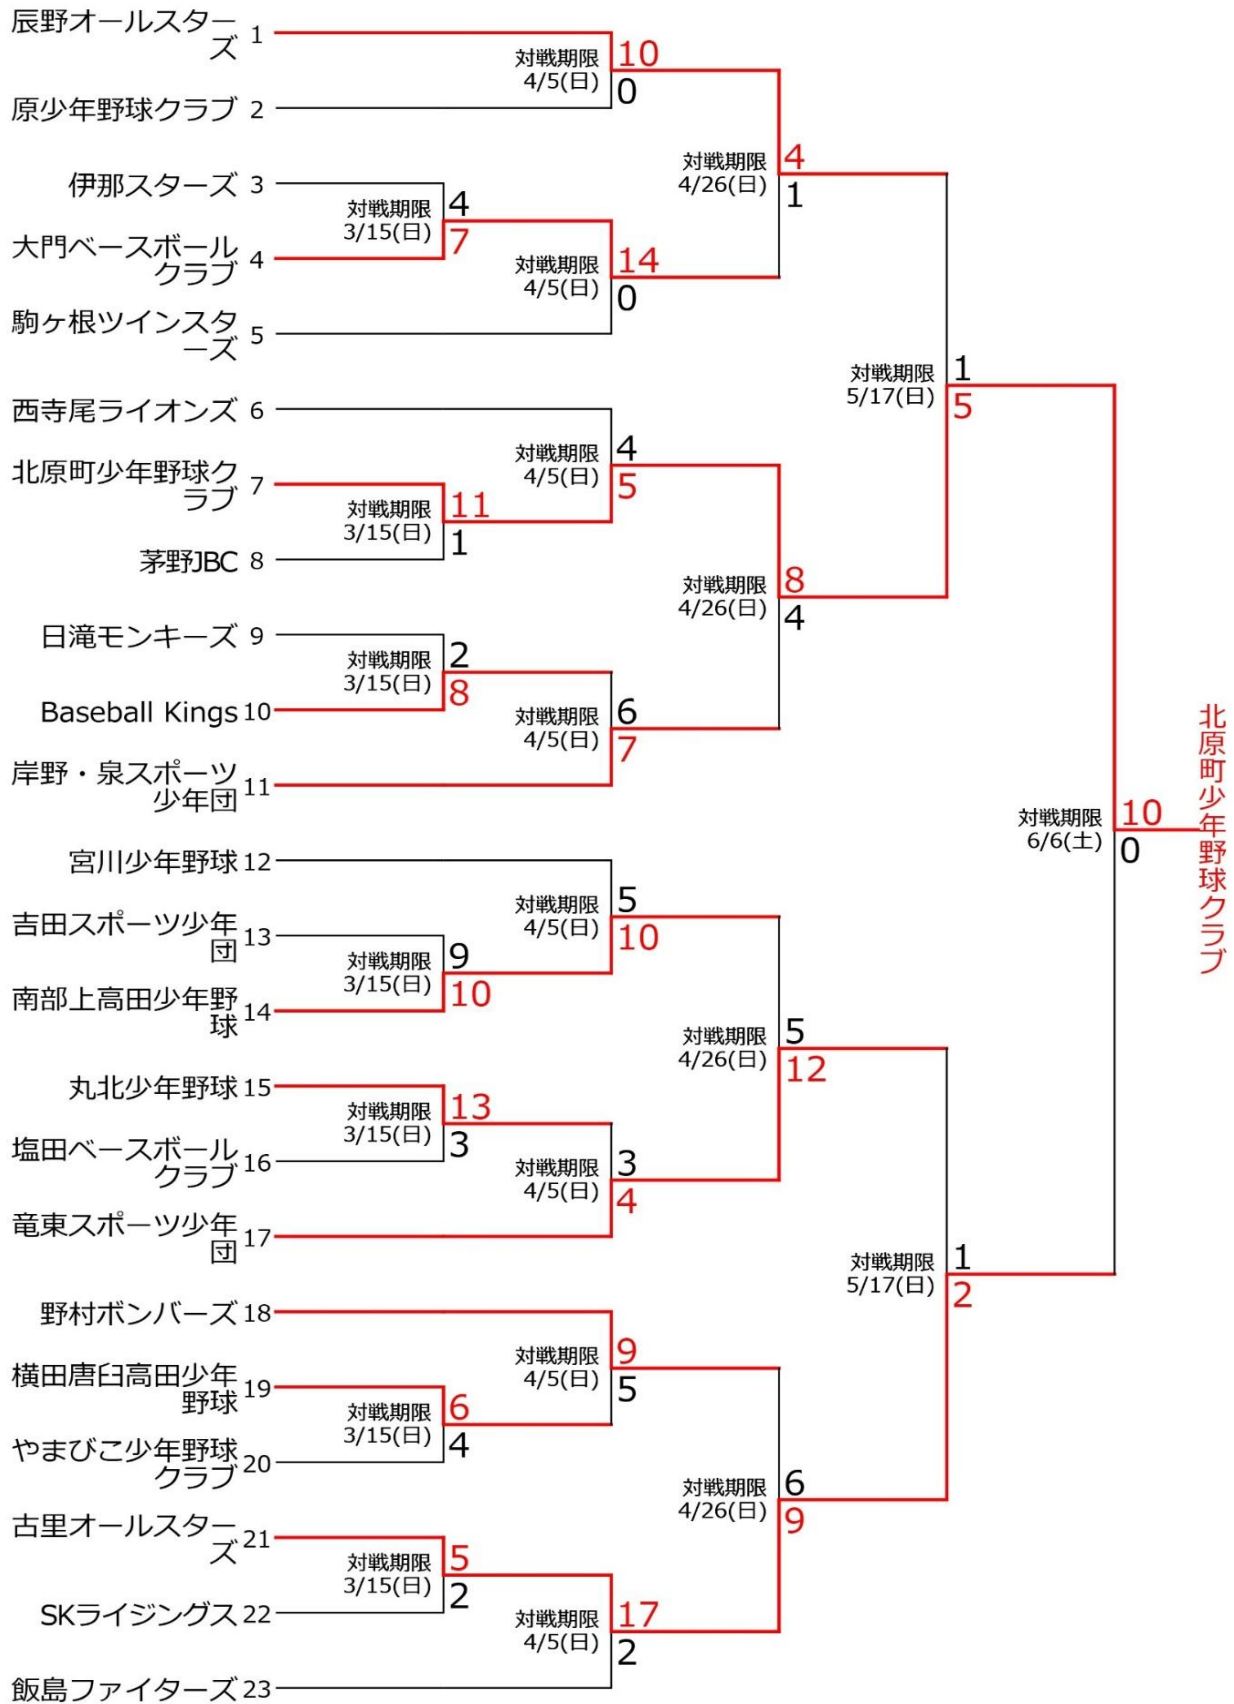 辰野オールスター
ズ
1
対戦期限
4/5(日)
10
0
原少年野球クラブ 2
対戦期限
4/26(日)
4
1
伊那スターズ 3
対戦期限
3/15(日)
4
7
大門ベースボール
クラブ
4
対戦期限
4/5(日)
14
0
駒ヶ根ツインスタ
ーズ
5
対戦期限
5/17(日)
1
5
西寺尾ライオンズ 6
対戦期限
4/5(日)
4
5
北原町少年野球ク
ラブ
7
対戦期限
3/15(日)
11
1
茅野JBC 8
対戦期限
4/26(日)
8
4
日滝モンキーズ 9
対戦期限
3/15(日)
2
8
Baseball Kings 10
対戦期限
4/5(日)
6
7
岸野・泉スポーツ
少年団
11
対戦期限
6/6(土)
10
0
北原町少年野球クラブ
宮川少年野球 12
対戦期限
4/5(日)
5
10
吉田スポーツ少年
団
13
対戦期限
3/15(日)
9
10
南部上高田少年野
球
14
対戦期限
4/26(日)
5
12
丸北少年野球 15
対戦期限
3/15(日)
13
3
塩田ベースボール
クラブ
16
対戦期限
4/5(日)
3
4
竜東スポーツ少年
団
17
対戦期限
5/17(日)
1
2
野村ボンバーズ 18
対戦期限
4/5(日)
9
5
横田唐臼高田少年
野球
19
対戦期限
3/15(日)
6
4
やまびこ少年野球
クラブ
20
対戦期限
4/26(日)
6
9
古里オールスター
ズ
21
対戦期限
3/15(日)
5
2
SKライジングス 22
対戦期限
4/5(日)
17
2
飯島ファイターズ 23